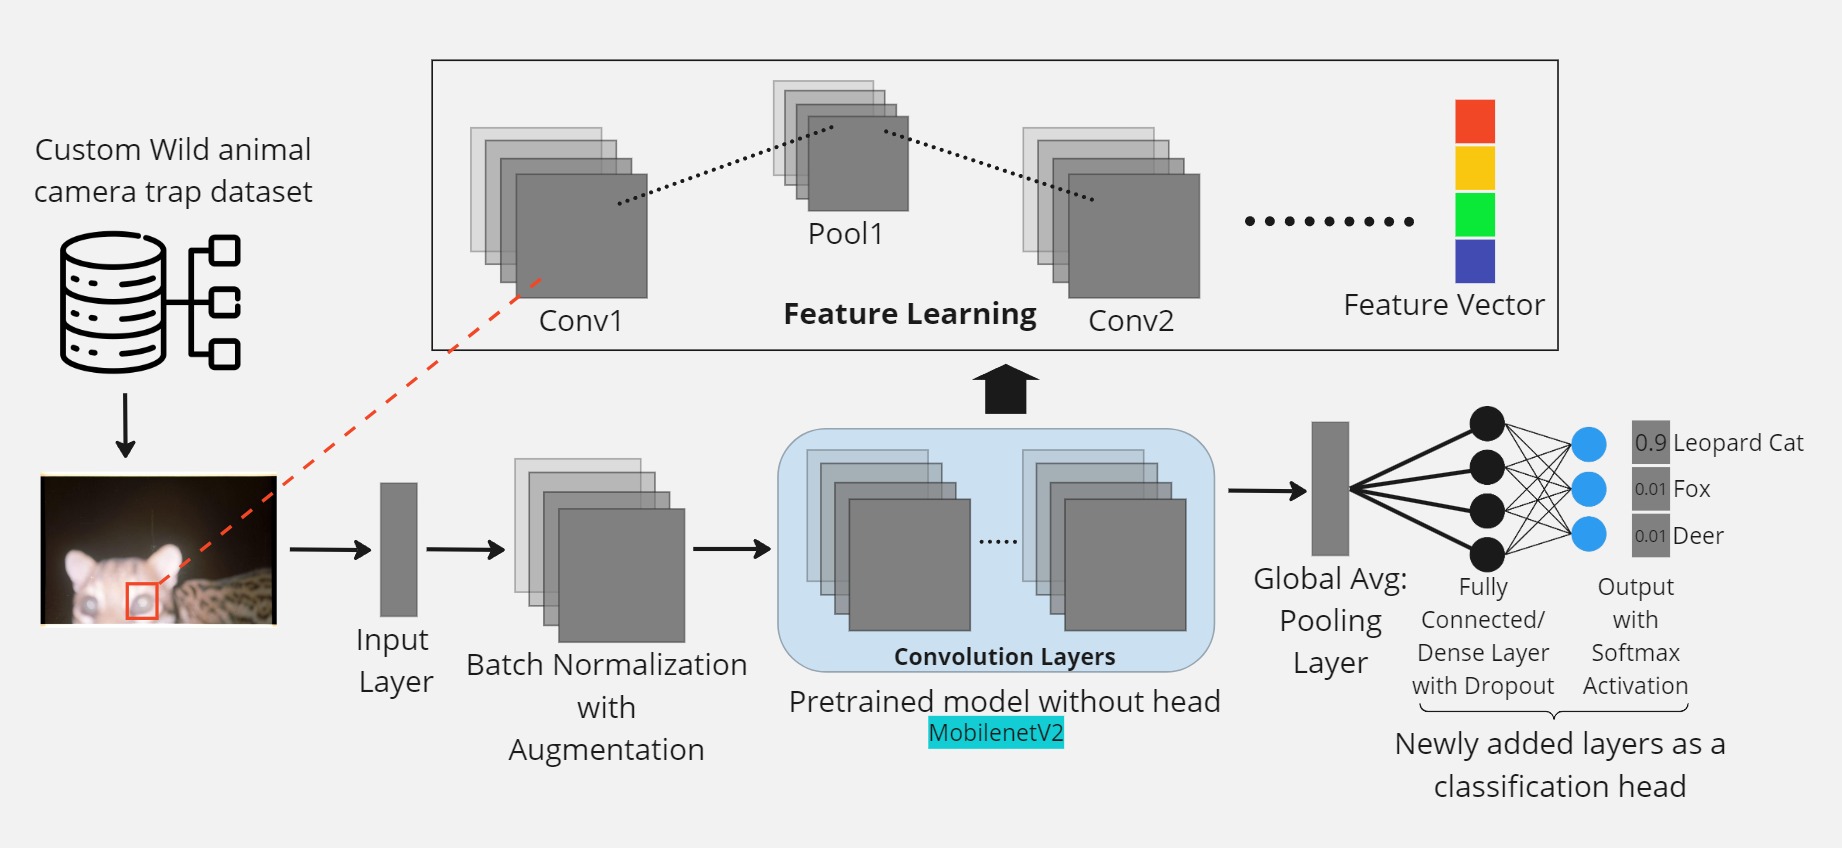 Custom Wild animal
camera trap dataset
Conv1
Pool1
Feature Learning
Conv2
Feature Vector
Input
Layer
Batch Normalization
with
Augmentation
Convolution Layers
Pretrained model without head
MobilenetV2
Global Avg:
Pooling
Layer
Fully
Connected/
Dense Layer
with Dropout
Output
with
Softmax
Activation
0.9 Leopard Cat
0.01 Fox
0.01 Deer
Newly added layers as a
classification head